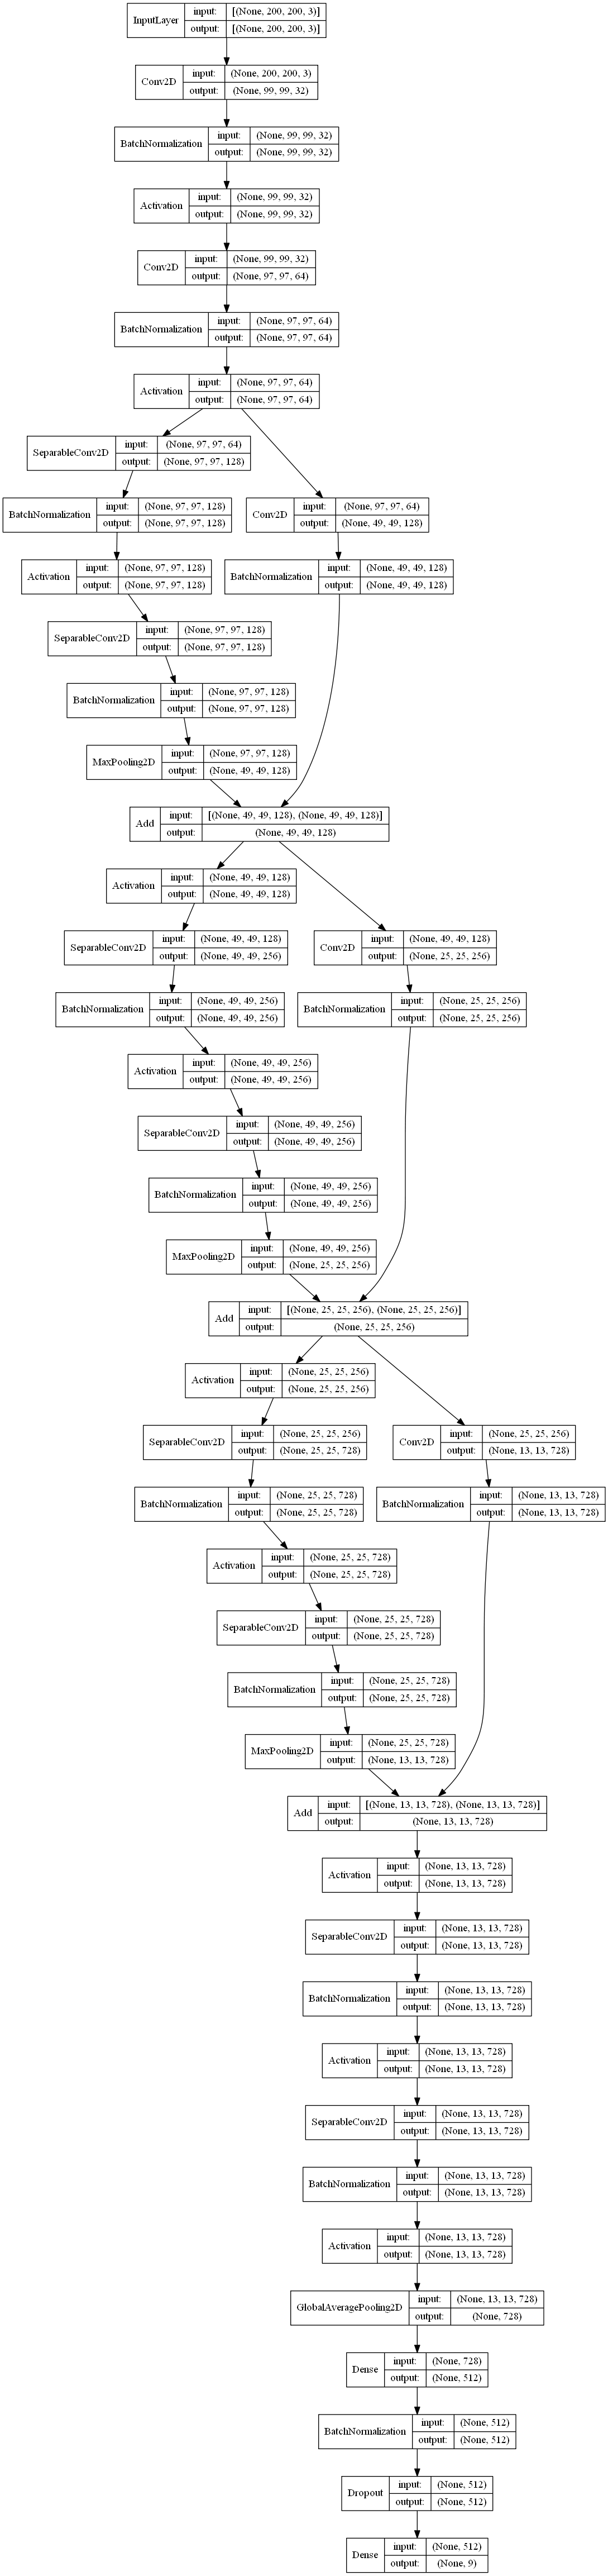 InputLayer input: [(None, 200, 200, 3)]
output: [(None, 200, 200, 3)]
Conv2D input: (None, 200, 200, 3)
output: (None, 99, 99, 32)
BatchNormalization input: (None, 99, 99, 32)
output: (None, 99, 99, 32)
Activation input: (None, 99, 99, 32)
output: (None, 99, 99, 32)
Conv2D input: (None, 99, 99, 32)
output: (None, 97, 97, 64)
BatchNormalization input: (None, 97, 97, 64)
output: (None, 97, 97, 64)
Activation input: (None, 97, 97, 64)
output: (None, 97, 97, 64)
SeparableConv2D input: (None, 97, 97, 64)
output: (None, 97, 97, 128)
BatchNormalization input: (None, 97, 97, 128)
output: (None, 97, 97, 128)
Conv2D input: (None, 97, 97, 64)
output: (None, 49, 49, 128)
Activation input: (None, 97, 97, 128)
output: (None, 97, 97, 128)
BatchNormalization input: (None, 49, 49, 128)
output: (None, 49, 49, 128)
SeparableConv2D input: (None, 97, 97, 128)
output: (None, 97, 97, 128)
BatchNormalization input: (None, 97, 97, 128)
output: (None, 97, 97, 128)
MaxPooling2D input: (None, 97, 97, 128)
output: (None, 49, 49, 128)
Add input: [(None, 49, 49, 128), (None, 49, 49, 128)]
output: (None, 49, 49, 128)
Activation input: (None, 49, 49, 128)
output: (None, 49, 49, 128)
SeparableConv2D input: (None, 49, 49, 128)
output: (None, 49, 49, 256)
Conv2D input: (None, 49, 49, 128)
output: (None, 25, 25, 256)
BatchNormalization input: (None, 49, 49, 256)
output: (None, 49, 49, 256)
BatchNormalization input: (None, 25, 25, 256)
output: (None, 25, 25, 256)
Activation input: (None, 49, 49, 256)
output: (None, 49, 49, 256)
SeparableConv2D input: (None, 49, 49, 256)
output: (None, 49, 49, 256)
BatchNormalization input: (None, 49, 49, 256)
output: (None, 49, 49, 256)
MaxPooling2D input: (None, 49, 49, 256)
output: (None, 25, 25, 256)
Add input: [(None, 25, 25, 256), (None, 25, 25, 256)]
output: (None, 25, 25, 256)
Activation input: (None, 25, 25, 256)
output: (None, 25, 25, 256)
SeparableConv2D input: (None, 25, 25, 256)
output: (None, 25, 25, 728)
Conv2D input: (None, 25, 25, 256)
output: (None, 13, 13, 728)
BatchNormalization input: (None, 25, 25, 728)
output: (None, 25, 25, 728)
BatchNormalization input: (None, 13, 13, 728)
output: (None, 13, 13, 728)
Activation input: (None, 25, 25, 728)
output: (None, 25, 25, 728)
SeparableConv2D input: (None, 25, 25, 728)
output: (None, 25, 25, 728)
BatchNormalization input: (None, 25, 25, 728)
output: (None, 25, 25, 728)
MaxPooling2D input: (None, 25, 25, 728)
output: (None, 13, 13, 728)
Add input: [(None, 13, 13, 728), (None, 13, 13, 728)]
output: (None, 13, 13, 728)
Activation input: (None, 13, 13, 728)
output: (None, 13, 13, 728)
SeparableConv2D input: (None, 13, 13, 728)
output: (None, 13, 13, 728)
BatchNormalization input: (None, 13, 13, 728)
output: (None, 13, 13, 728)
Activation input: (None, 13, 13, 728)
output: (None, 13, 13, 728)
SeparableConv2D input: (None, 13, 13, 728)
output: (None, 13, 13, 728)
BatchNormalization input: (None, 13, 13, 728)
output: (None, 13, 13, 728)
Activation input: (None, 13, 13, 728)
output: (None, 13, 13, 728)
GlobalAveragePooling2D input: (None, 13, 13, 728)
output: (None, 728)
Dense input: (None, 728)
output: (None, 512)
BatchNormalization input: (None, 512)
output: (None, 512)
Dropout input: (None, 512)
output: (None, 512)
Dense input: (None, 512)
output: (None, 9)